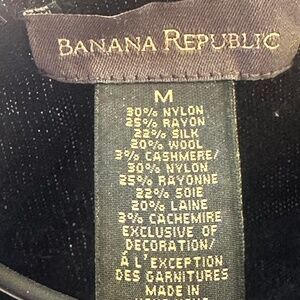 BANANA REPUBLIC
M
30% NYLON
25% RAYON
22% SILK
20% WOOL
3% CASHMERE/
30% NYLON
25% RAYONNE
22% SOIE
20% LAINE
3% CACHEMIRE
EXCLUSIVE OF
DECORATION/
À L'EXCEPTION
DES GARNITURES
MADE IN